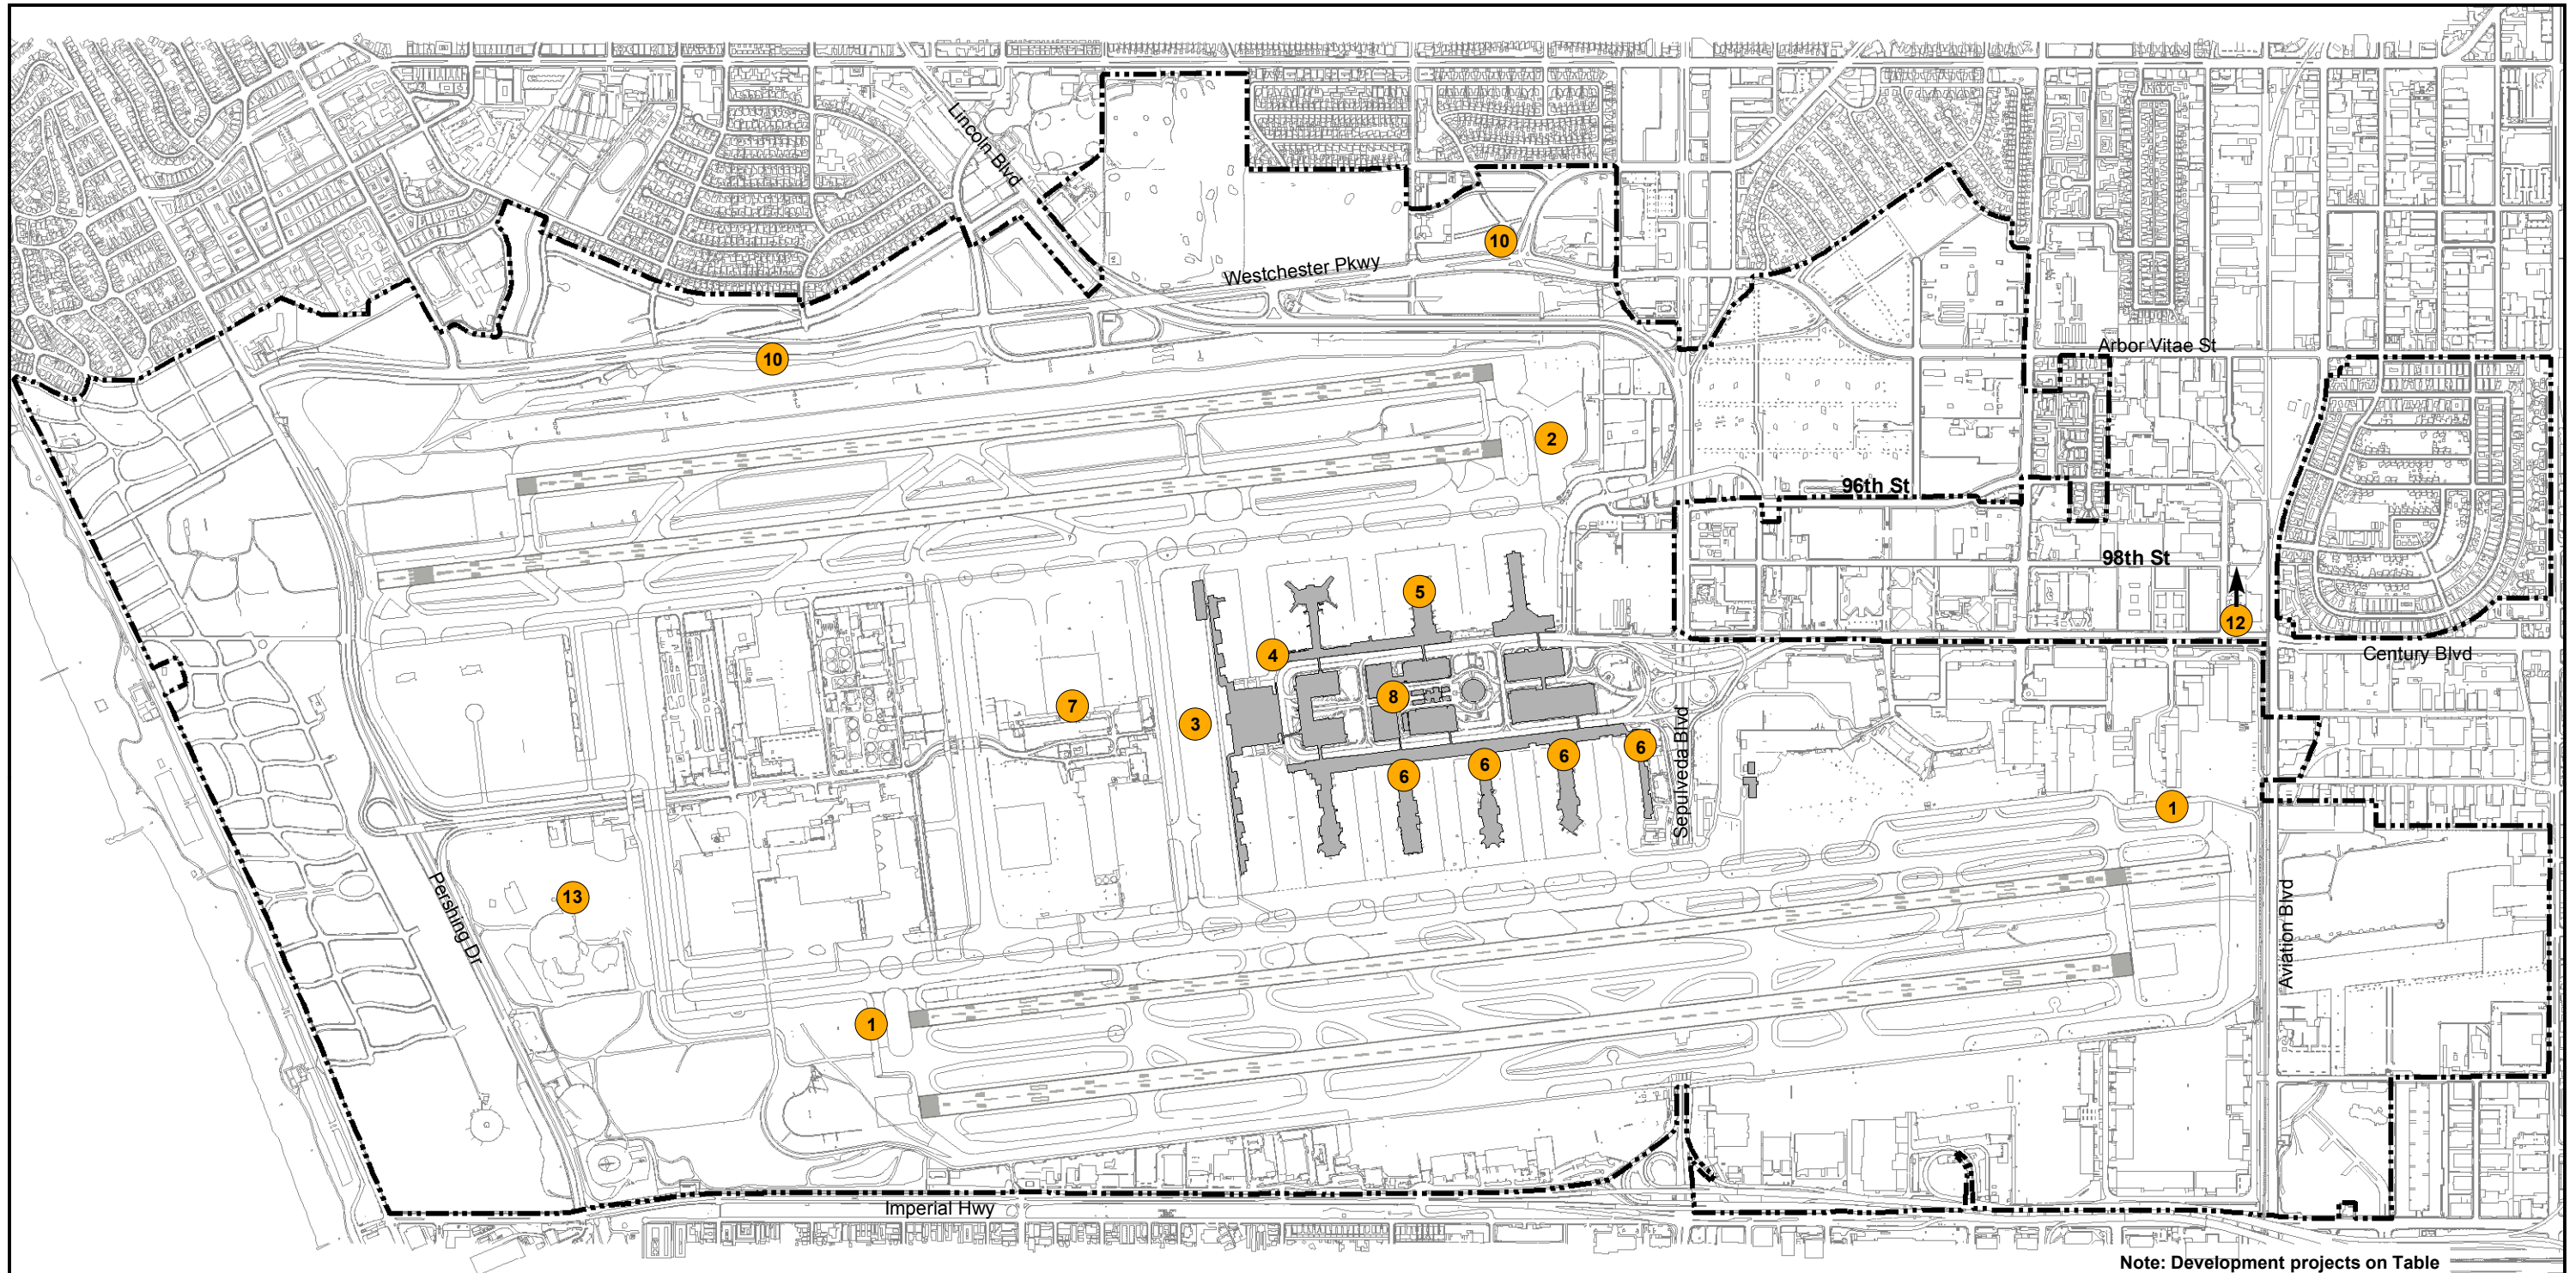 Lincoln Blvd
10
Westchester Pkwy
Arbor Vitae St
10
2
96th St
98th St
5
12
4
Century Blvd
8
7
3
6
6
6
6
Sepulveda Blvd
1
13
Pershing Dr
Aviation Blvd
1
Imperial Hwy
Note: Development projects on Table